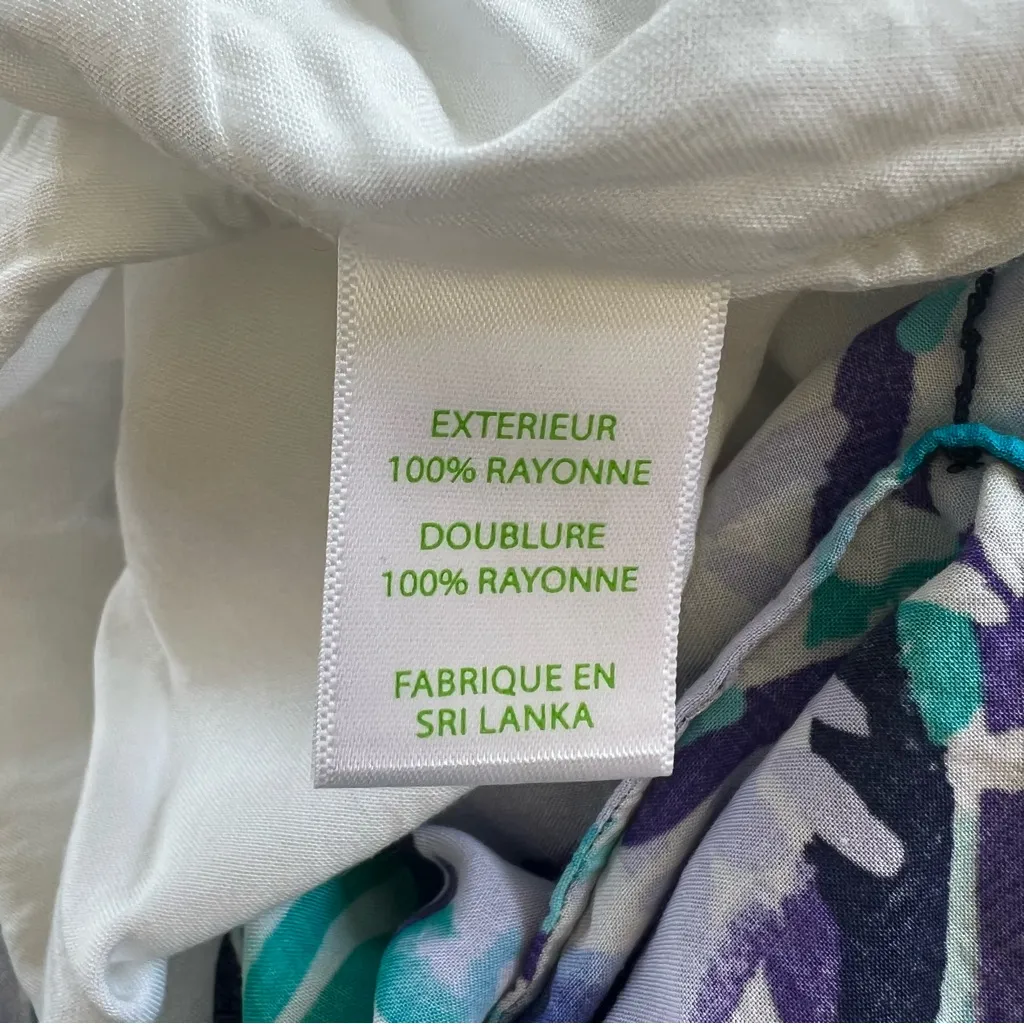 EXTERIEUR
100% RAYONNE
DOUBLURE
100% RAYONNE
FABRIQUE EN
SRI LANKA